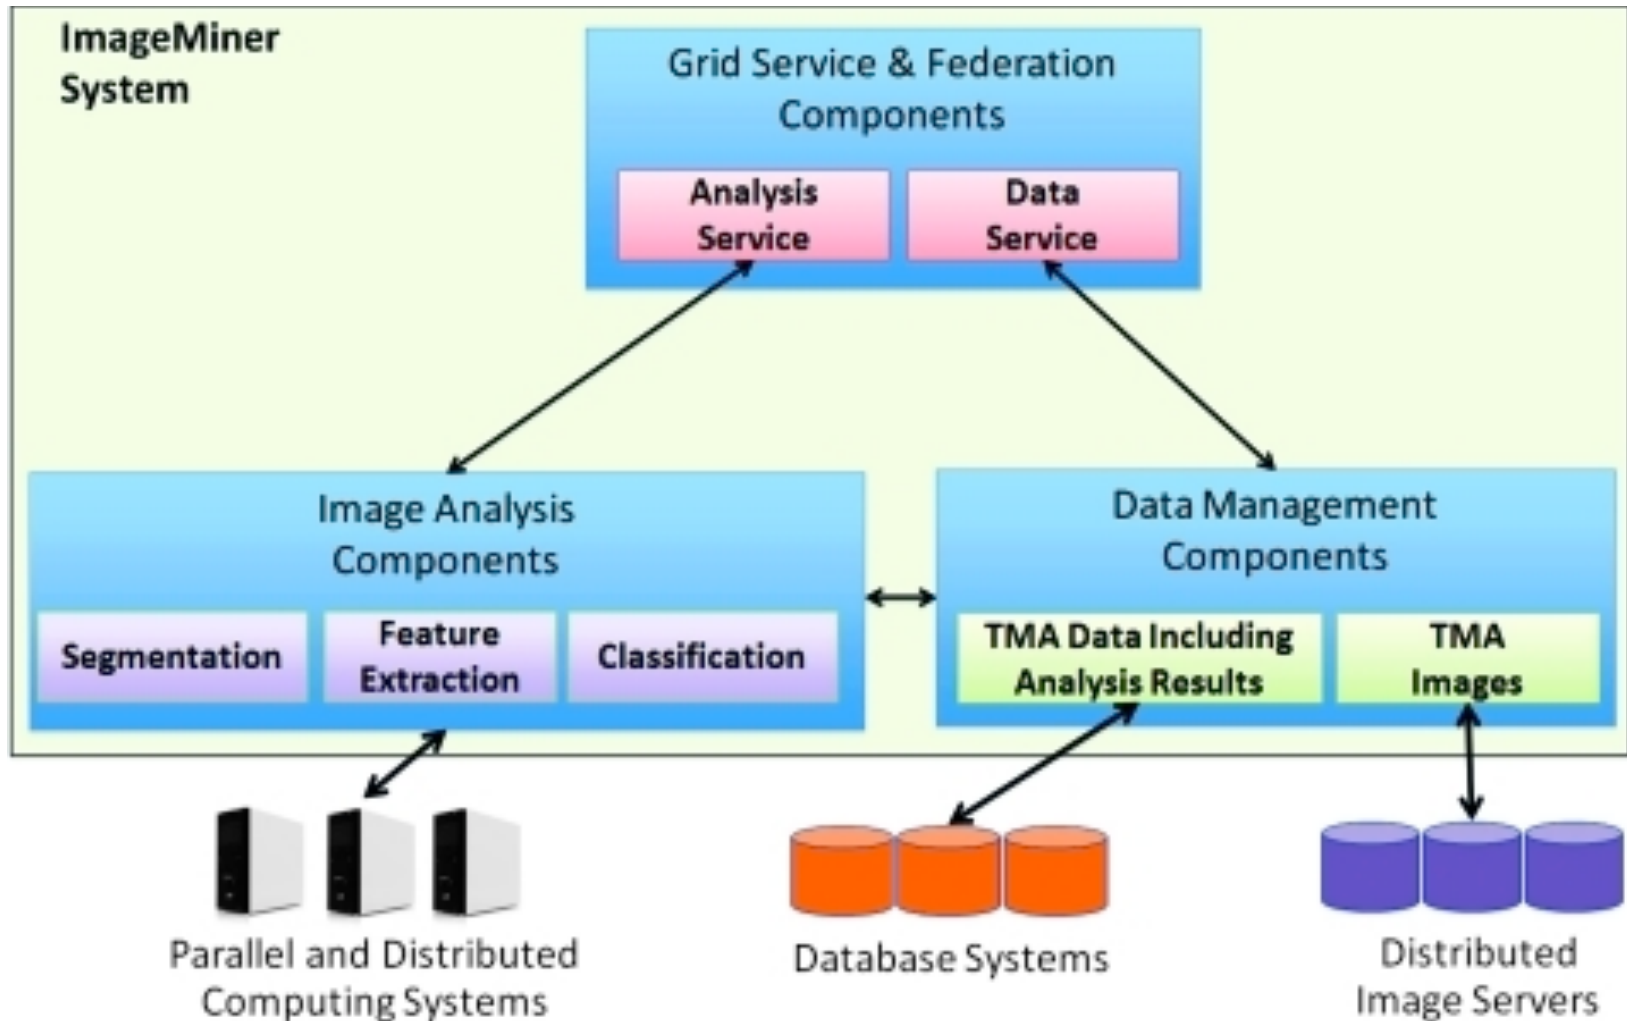 ImageMiner
System
Grid Service & Federation
Components
Analysis
Service
Data
Service
Image Analysis
Components
Segmentation
Feature
Extraction
Classification
Data Management
Components
TMA Data Including
Analysis Results
TMA
Images
Parallel and Distributed
Computing Systems
Database Systems
Distributed
Image Servers